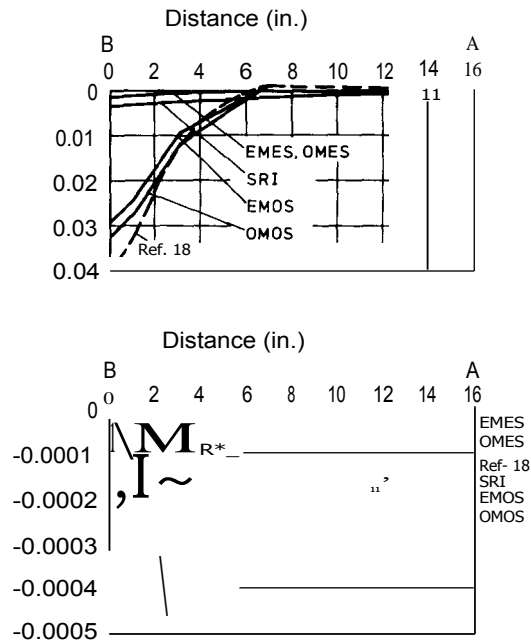 Distance (in.)
B A
0 2 4 6 8 10 12 14 16
0
11
0.01
EMES, OMES
SRI
0.02
EMOS
OMOS
0.03
Ref. 18
0.04
Distance (in.)
B A
0 2 4 6 8 10 12 14 16
0
EMES
\M
OMES
R*_
-0.0001
Ref- 18
,I ~
SRI
11’
-0.0002
EMOS
OMOS
-0.0003
-0.0004
-0.0005